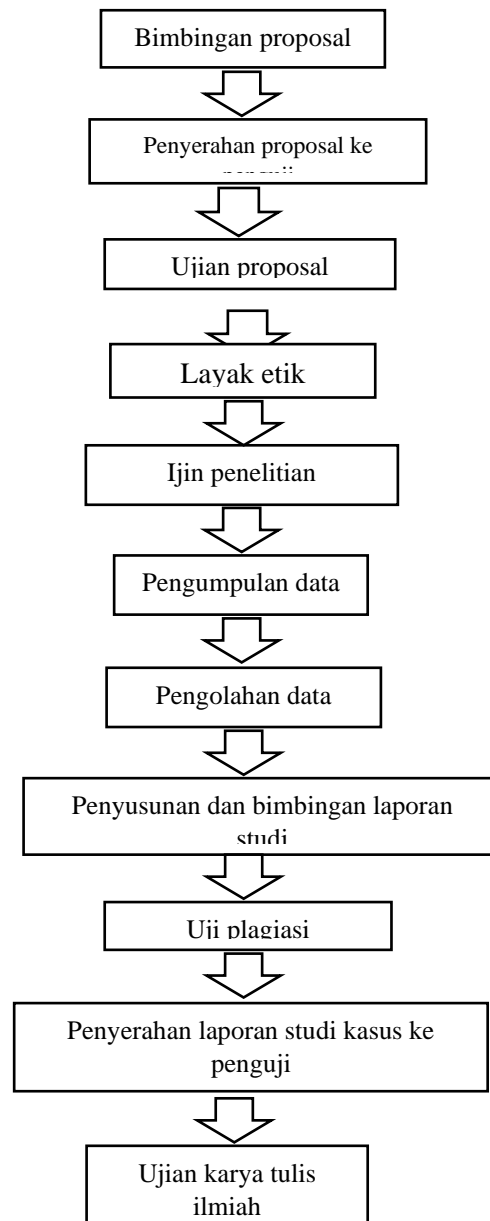 Bimbingan proposal
Penyerahan proposal ke
Ujian proposal
Layak etik
Ijin penelitian
Pengumpulan data
Pengolahan data
Penyusunan dan bimbingan laporan
studi
Uji plagiasi
Penyerahan laporan studi kasus ke
penguji
Ujian karya tulis
ilmiah